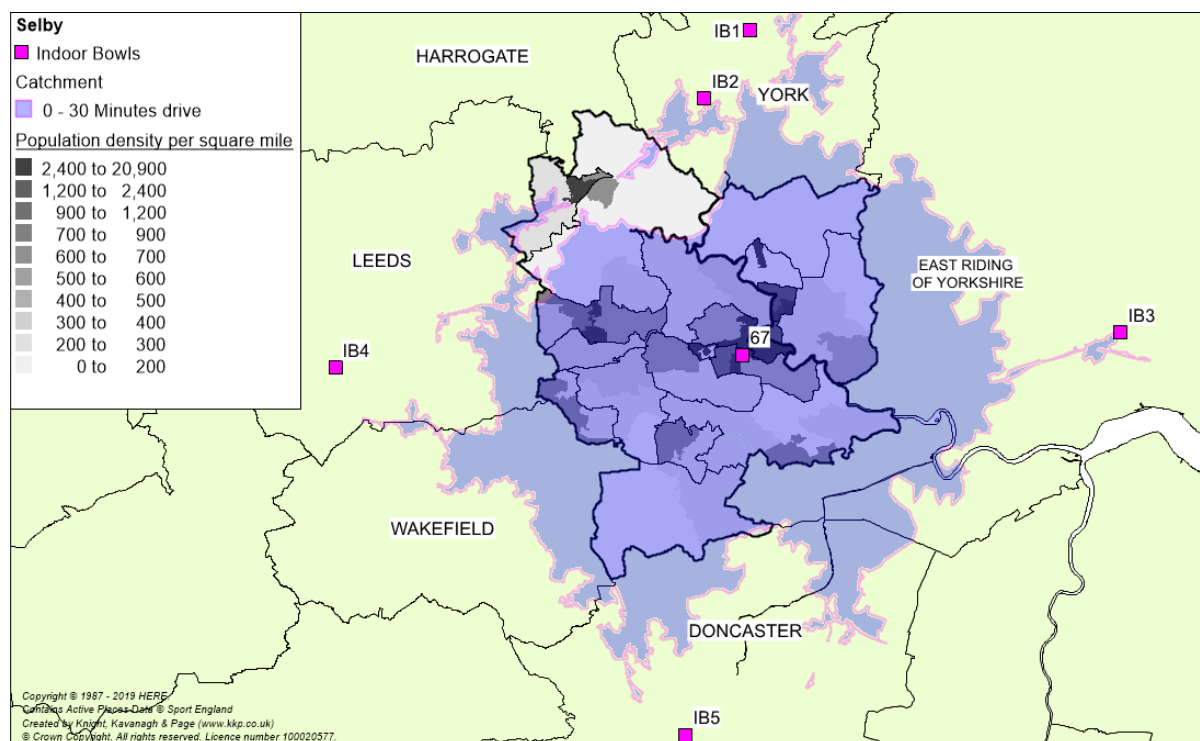 Selby
Indoor Bowls
Catchment
0 - 30 Minutes drive
Population density per square mile
2,400 to 20,900
1,200 to 2,400
900 to 1,200
700 to 900
600 to 700
500 to 600
400 to 500
300 to 400
200 to 300
0 to 200
HARROGATE
IB1
IB2
YORK
LEEDS
EAST RIDING
OF YORKSHIRE
IB3
67
IB4
WAKEFIELD
DONCASTER
IB5
Copyright © 1987 - 2019 HERE.
Contains Active Places Data © Sport England
Created by Knight, Kavanagh & Page (www.kkp.co.uk)
© Crown Copyright. All rights reserved. Licence number 100020577.